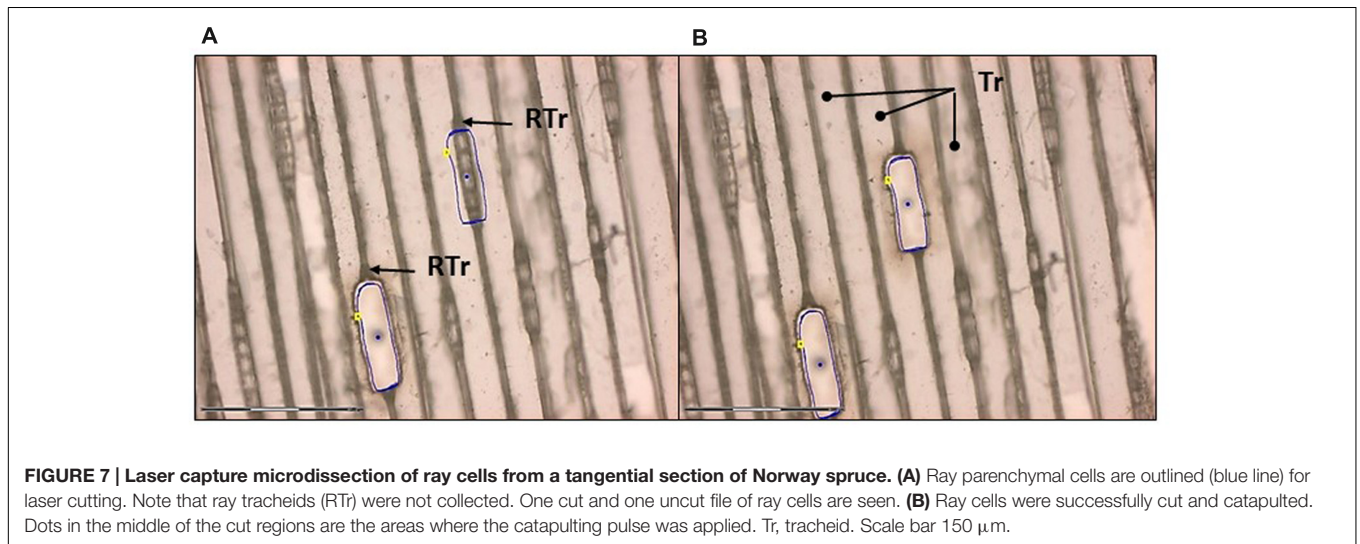 A
B
RTr
Tr
RTr
FIGURE 7 | Laser capture microdissection of ray cells from a tangential section of Norway spruce. (A) Ray parenchymal cells are outlined (blue line) for
laser cutting. Note that ray tracheids (RTr) were not collected. One cut and one uncut file of ray cells are seen. (B) Ray cells were successfully cut and catapulted.
Dots in the middle of the cut regions are the areas where the catapulting pulse was applied. Tr, tracheid. Scale bar 150 μm.